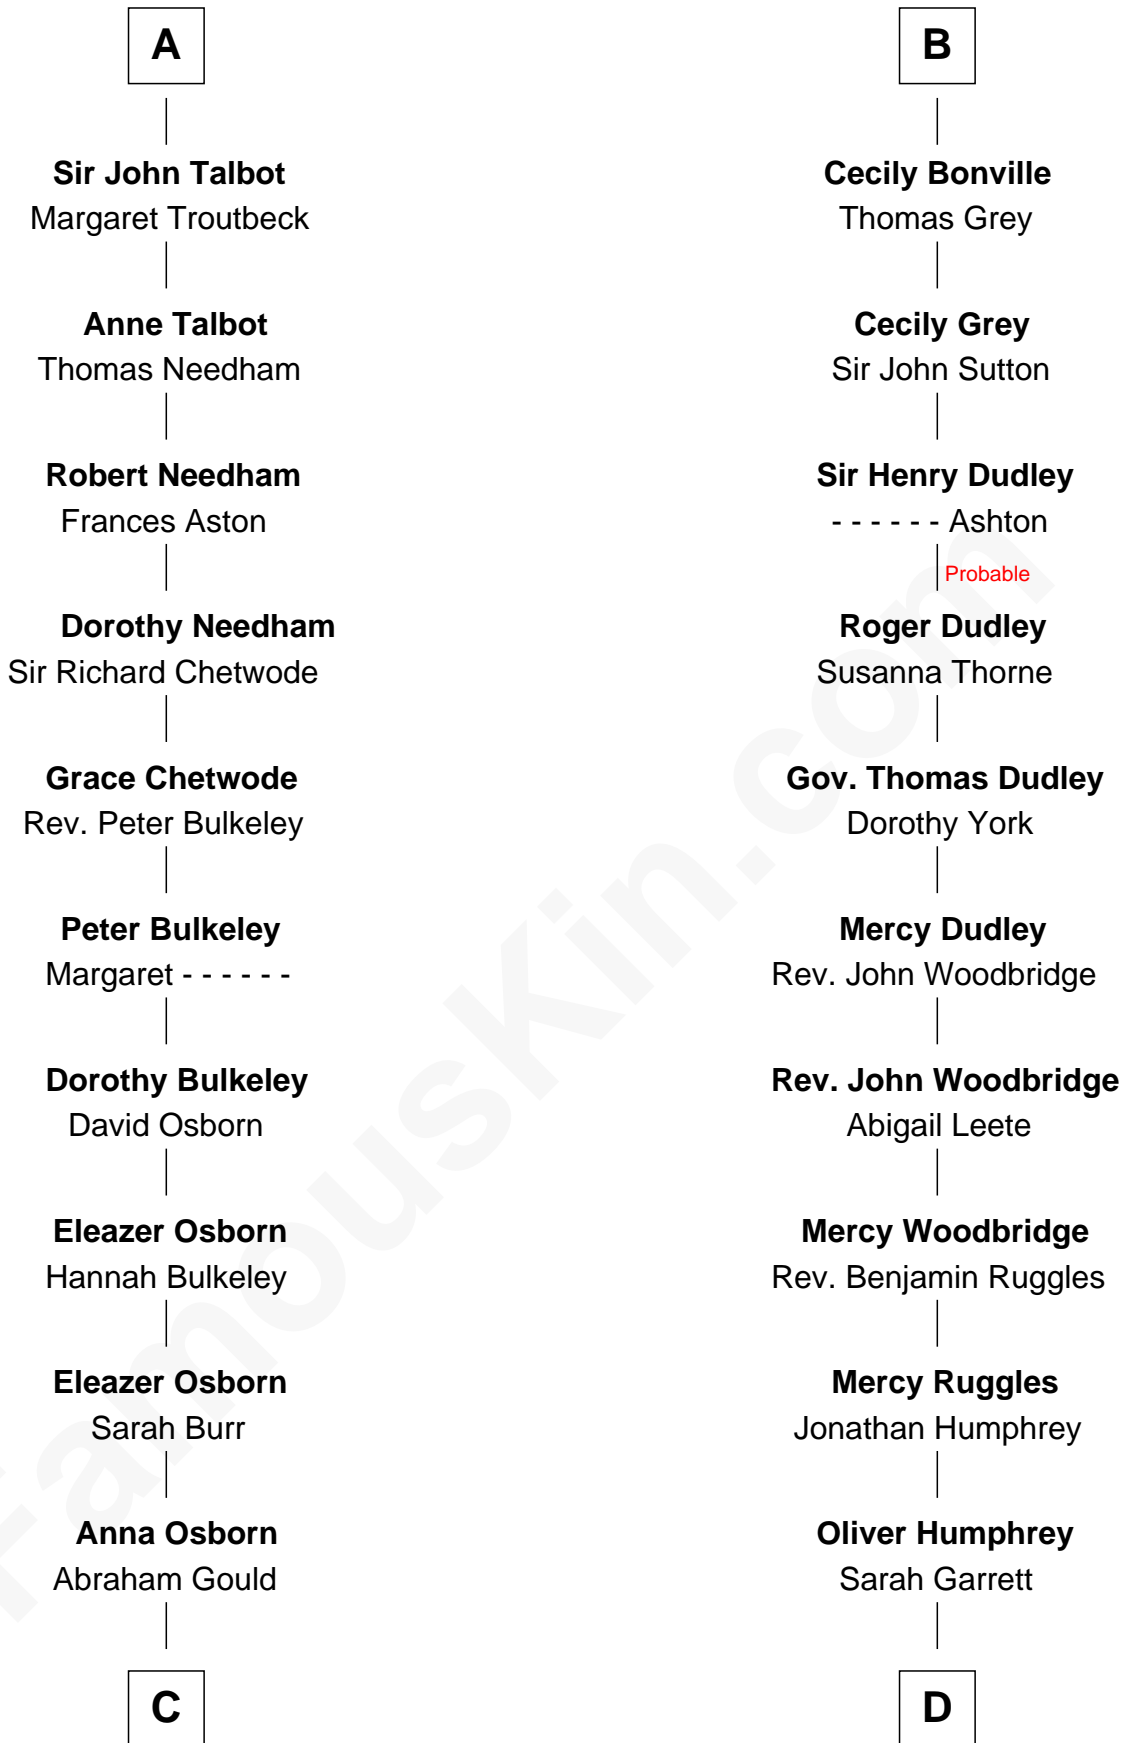 A
Sir John Talbot
Margaret Troutbeck
Anne Talbot
Thomas Needham
Robert Needham
Frances Aston
Dorothy Needham
Sir Richard Chetwode
Grace Chetwode
Rev. Peter Bulkeley
Peter Bulkeley
Margaret - - - - - -
Dorothy Bulkeley
David Osborn
Eleazer Osborn
Hannah Bulkeley
Eleazer Osborn
Sarah Burr
Anna Osborn
Abraham Gould
C
B
Cecily Bonville
Thomas Grey
Cecily Grey
Sir John Sutton
Sir Henry Dudley
- - - - - - Ashton
Probable
Roger Dudley
Susanna Thorne
Gov. Thomas Dudley
Dorothy York
Mercy Dudley
Rev. John Woodbridge
Rev. John Woodbridge
Abigail Leete
Mercy Woodbridge
Rev. Benjamin Ruggles
Mercy Ruggles
Jonathan Humphrey
Oliver Humphrey
Sarah Garrett
D
FamousKin.com